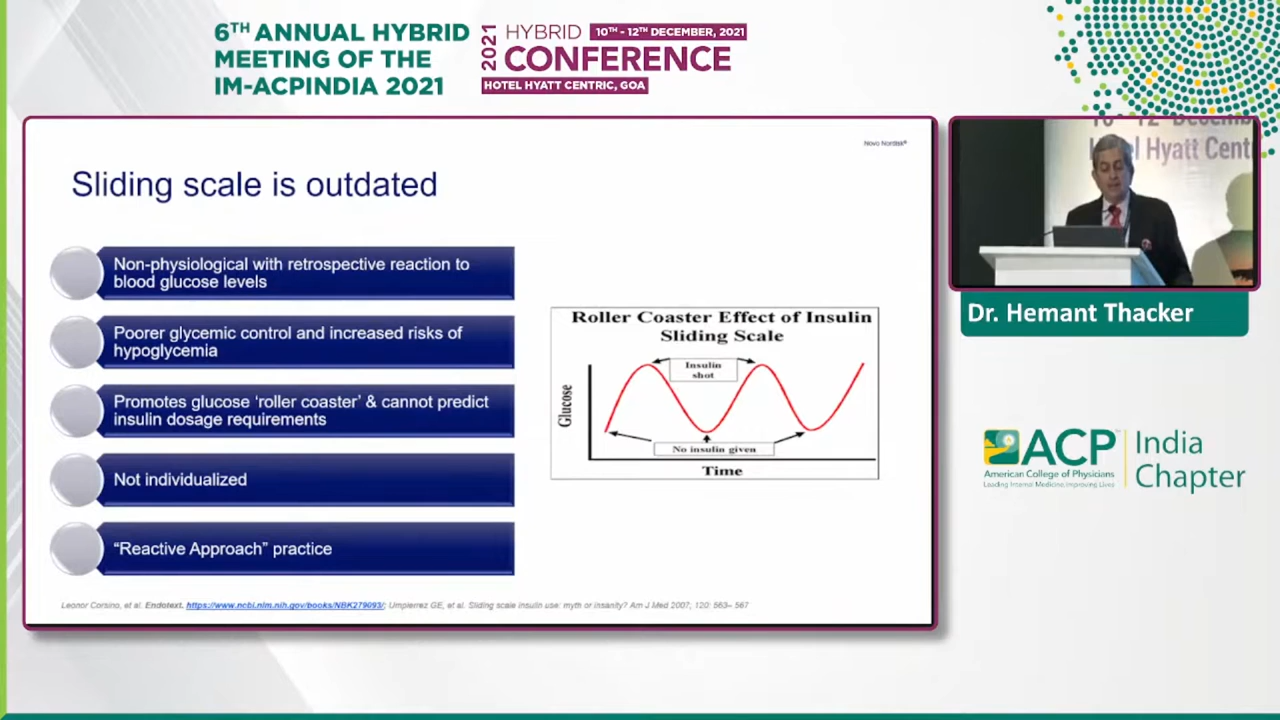 6TH ANNUAL HYBRID
MEETING OF THE
IM-ACPINDIA 2021
2021
HYBRID
10TH - 12TH DECEMBER, 2021
CONFERENCE
HOTEL HYATT CENTRIC, GOA
Novo Nordisk®
Sliding scale is outdated
Non-physiological with retrospective reaction to
blood glucose levels
Poorer glycemic control and increased risks of
hypoglycemia
Promotes glucose ‘roller coaster’ & cannot predict
insulin dosage requirements
Not individualized
“Reactive Approach” practice
Roller Coaster Effect of Insulin
Sliding Scale
Insulin
shot
Glucose
No insulin given
Time
Leonor Corsino, et al. Endotext. https://www.ncbi.nlm.nih.gov/books/NBK279093/; Umpierrez GE, et al. Sliding scale insulin use: myth or insanity? Am J Med 2007, 120: 563– 567
Hotel Hyatt Cent
Dr. Hemant Thacker
ACP
American College of Physicians
Leading Internal Medicine, Improving Lives
India
Chapter